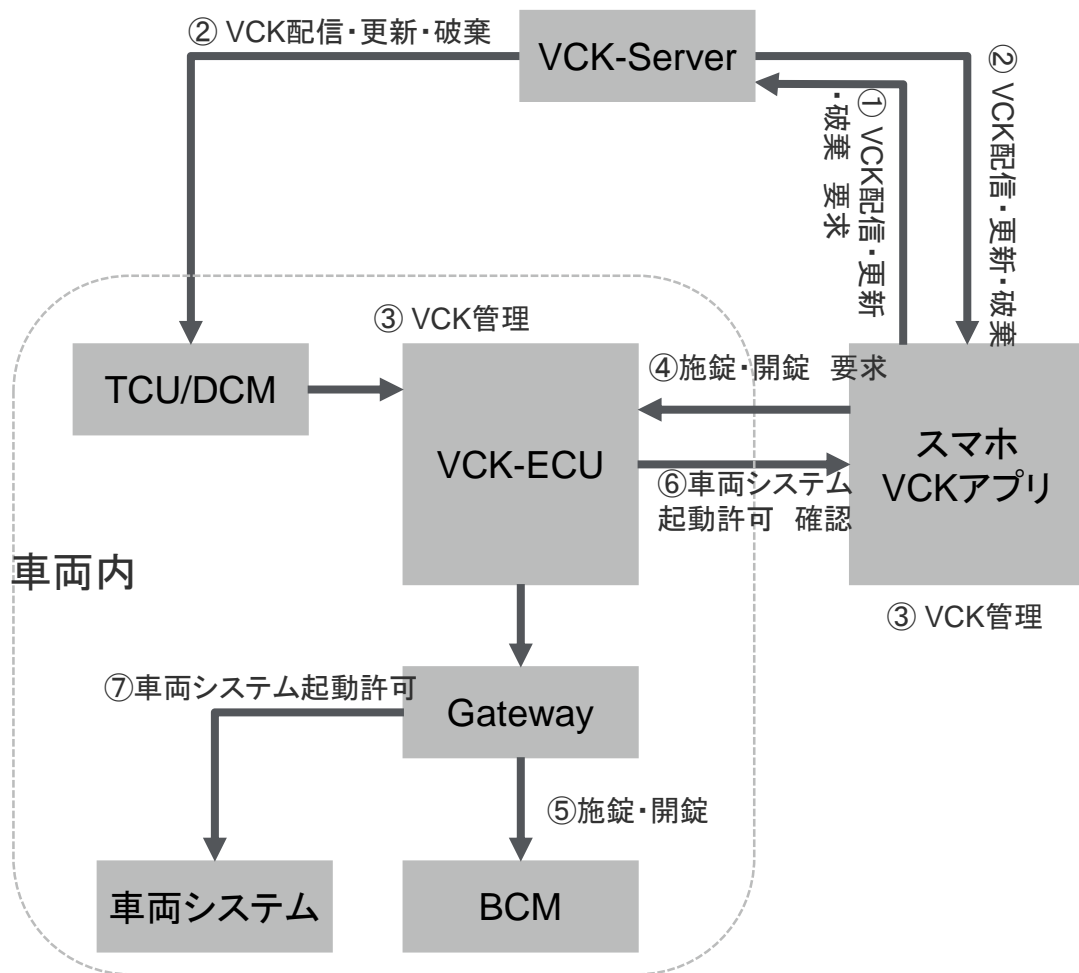 ② VCK配信・更新・破棄
VCK-Server
② VCK配信・更新・破棄
① VCK配信・更新
・破棄 要求
③ VCK管理
TCU/DCM
VCK-ECU
④施錠・開錠 要求
スマホ
VCKアプリ
⑥車両システム
起動許可 確認
車両内
③ VCK管理
⑦車両システム起動許可
Gateway
⑤施錠・開錠
車両システム
BCM